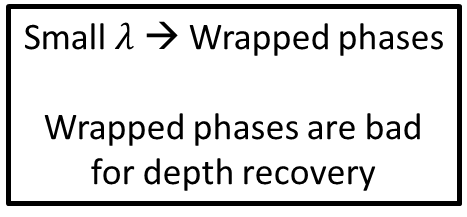 Small λ → Wrapped phases
Wrapped phases are bad
for depth recovery